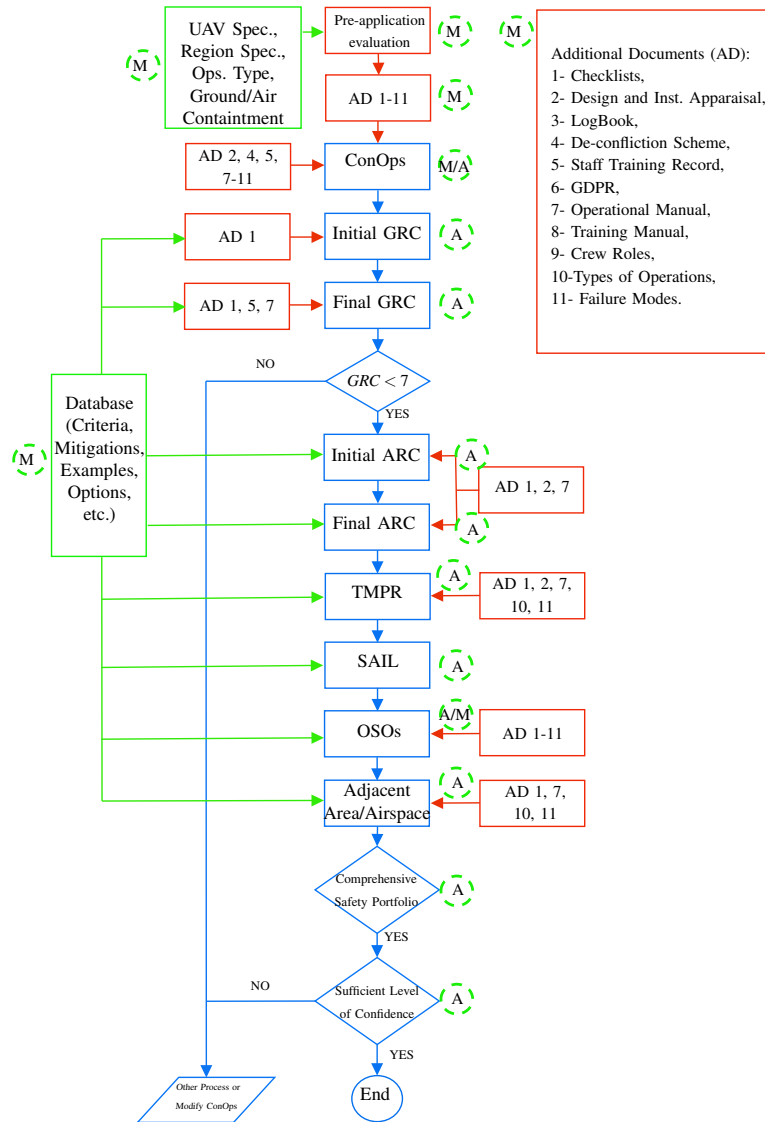 UAV Spec.,
Region Spec.,
Ops. Type,
Ground/Air
Containtment
M
Pre-application
evaluation
M
M
Additional Documents (AD):
1- Checklists,
2- Design and Inst. Apparaisal,
3- LogBook,
4- De-confliction Scheme,
5- Staff Training Record,
6- GDPR,
7- Operational Manual,
8- Training Manual,
9- Crew Roles,
10-Types of Operations,
11- Failure Modes.
AD 1-11
M
AD 2, 4, 5,
7-11
ConOps
M/A
AD 1
Initial GRC
A
AD 1, 5, 7
Final GRC
A
NO
GRC < 7
YES
Database
(Criteria,
Mitigations,
Examples,
Options,
etc.)
M
Initial ARC
A
AD 1, 2, 7
Final ARC
A
TMPR
A
AD 1, 2, 7,
10, 11
SAIL
A
OSOs
A/M
AD 1-11
Adjacent
Area/Airspace
A
AD 1, 7,
10, 11
Comprehensive
Safety Portfolio
A
YES
NO
Sufficient Level
of Confidence
A
YES
Other Process or
Modify ConOps
End